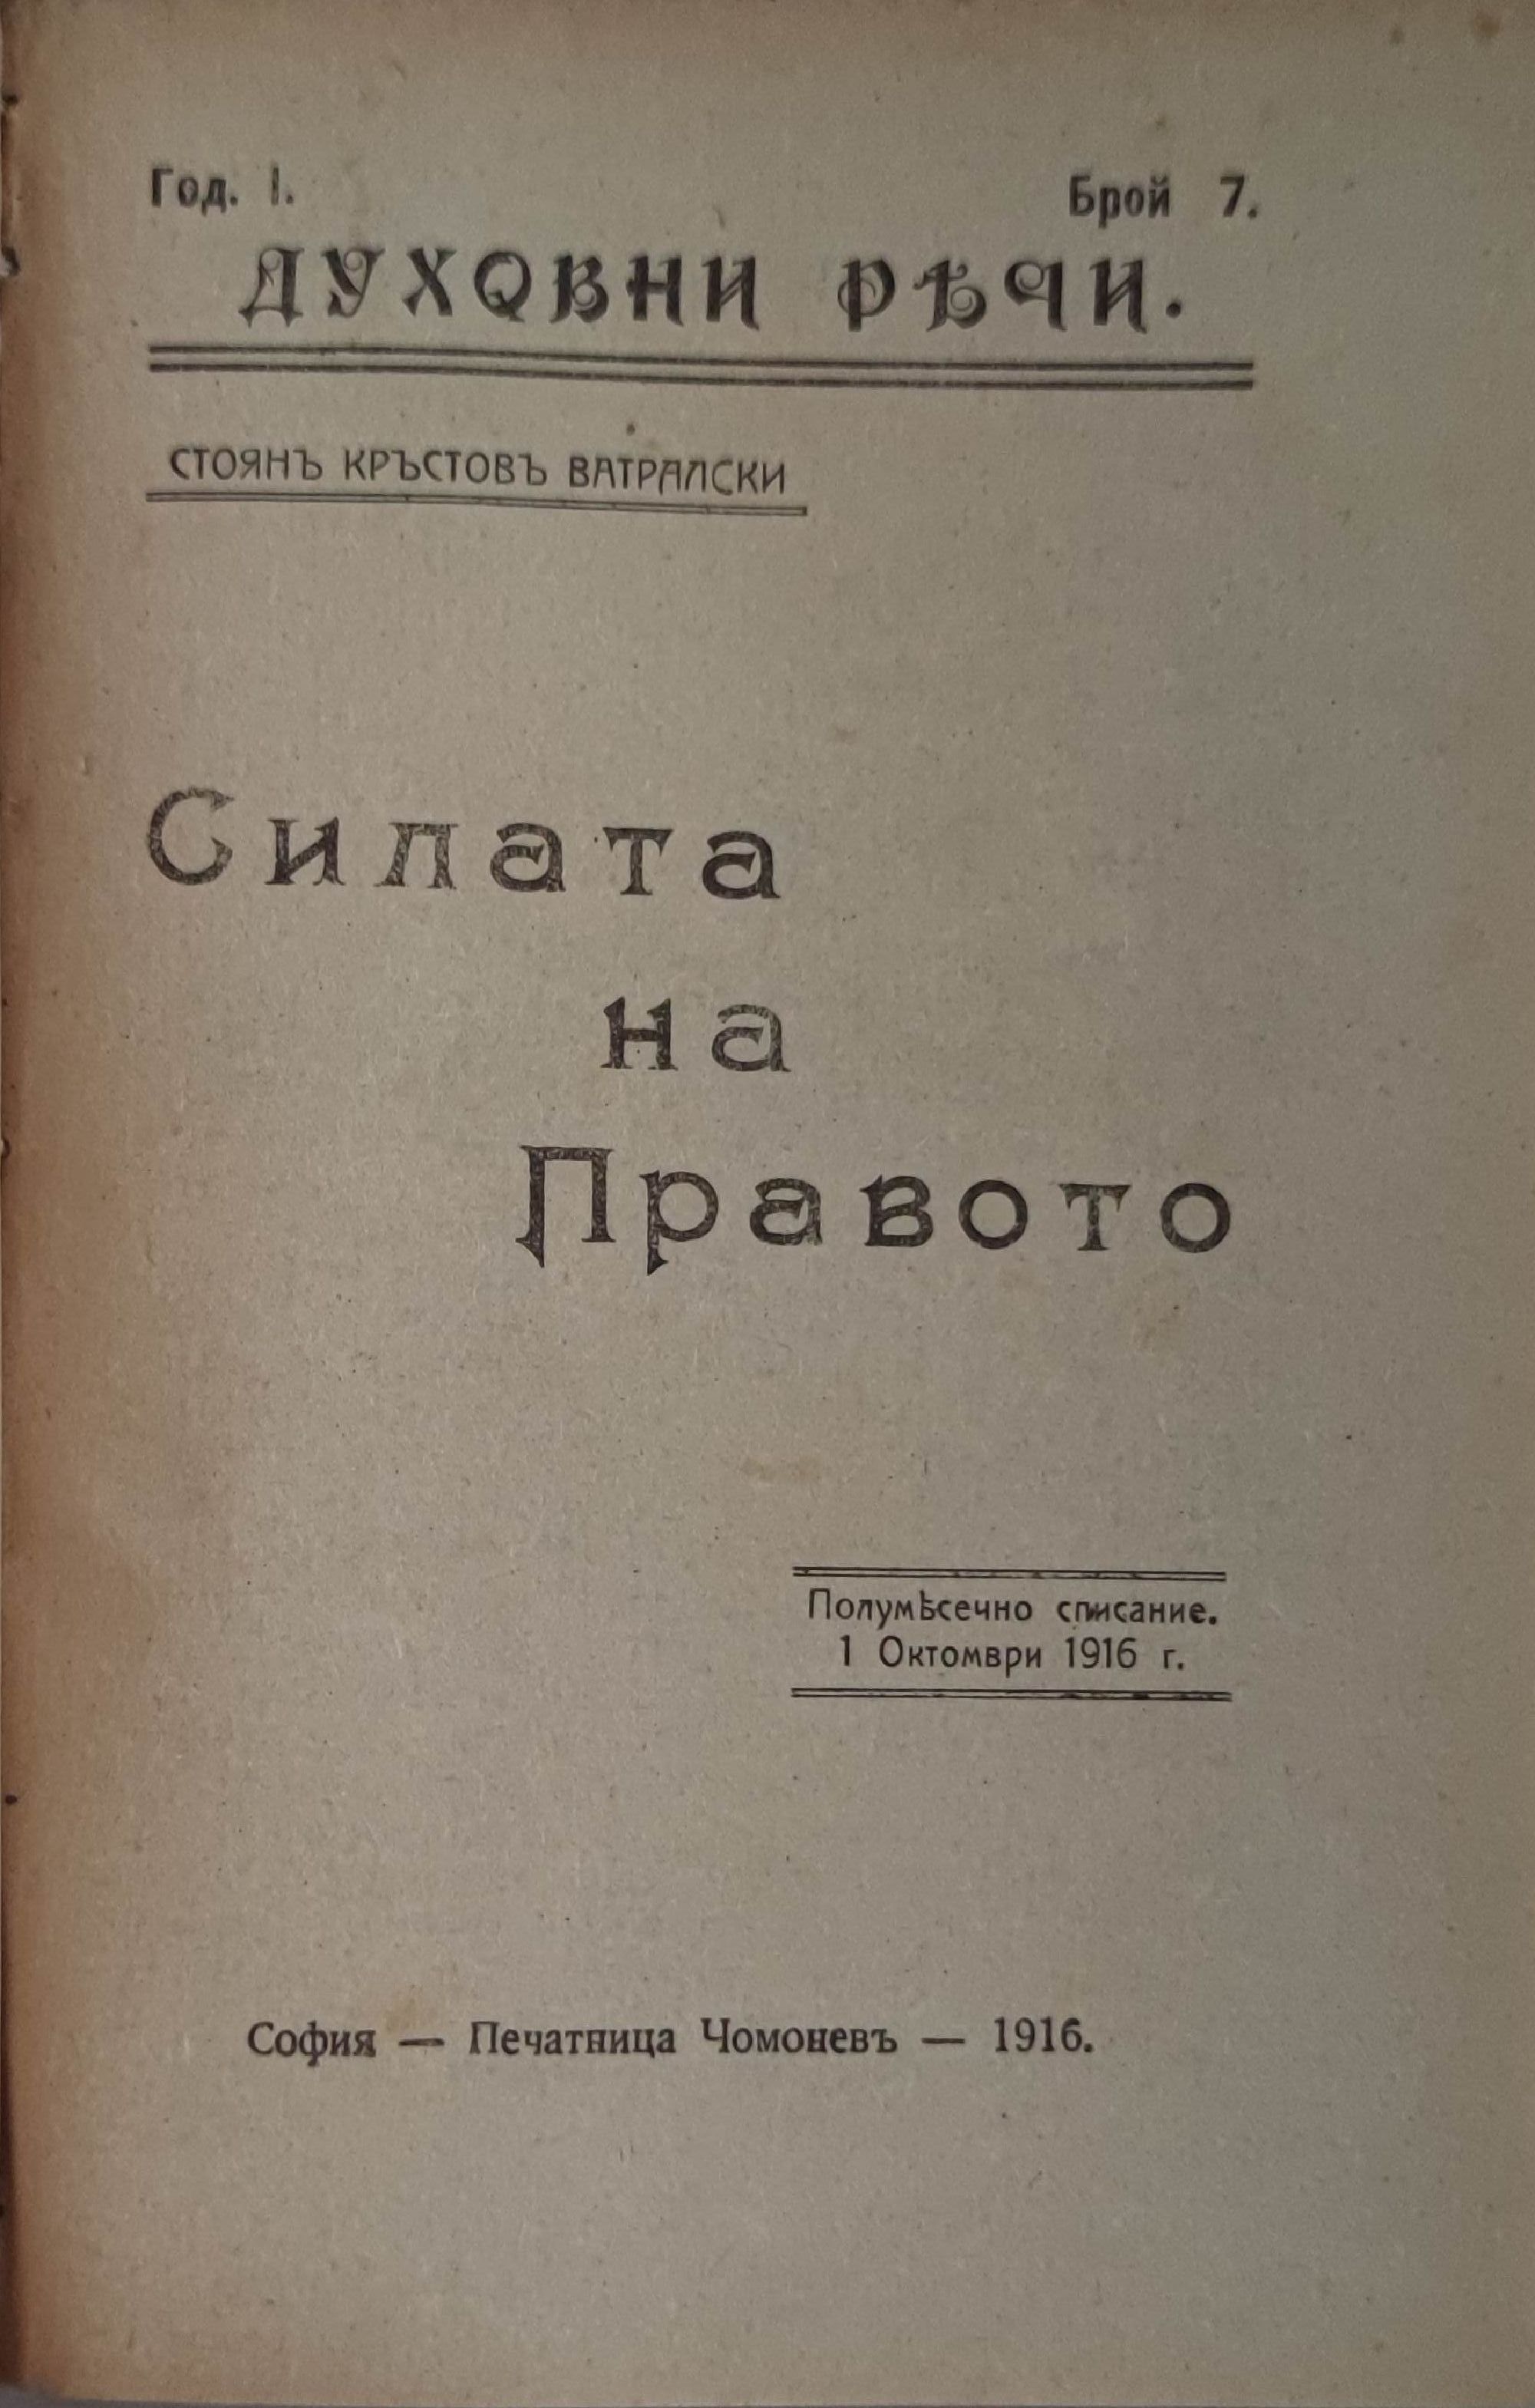 Год. I. Брой 7.
ДУХОВНИ РѢЧИ.
СТОЯНЪ КРЪСТОВЪ ВАТРАЛСКИ
Силата
на
Правото
Полумѣсечно списание.
1 Октомври 1916 г.
София — Печатница Чомоневъ — 1916.